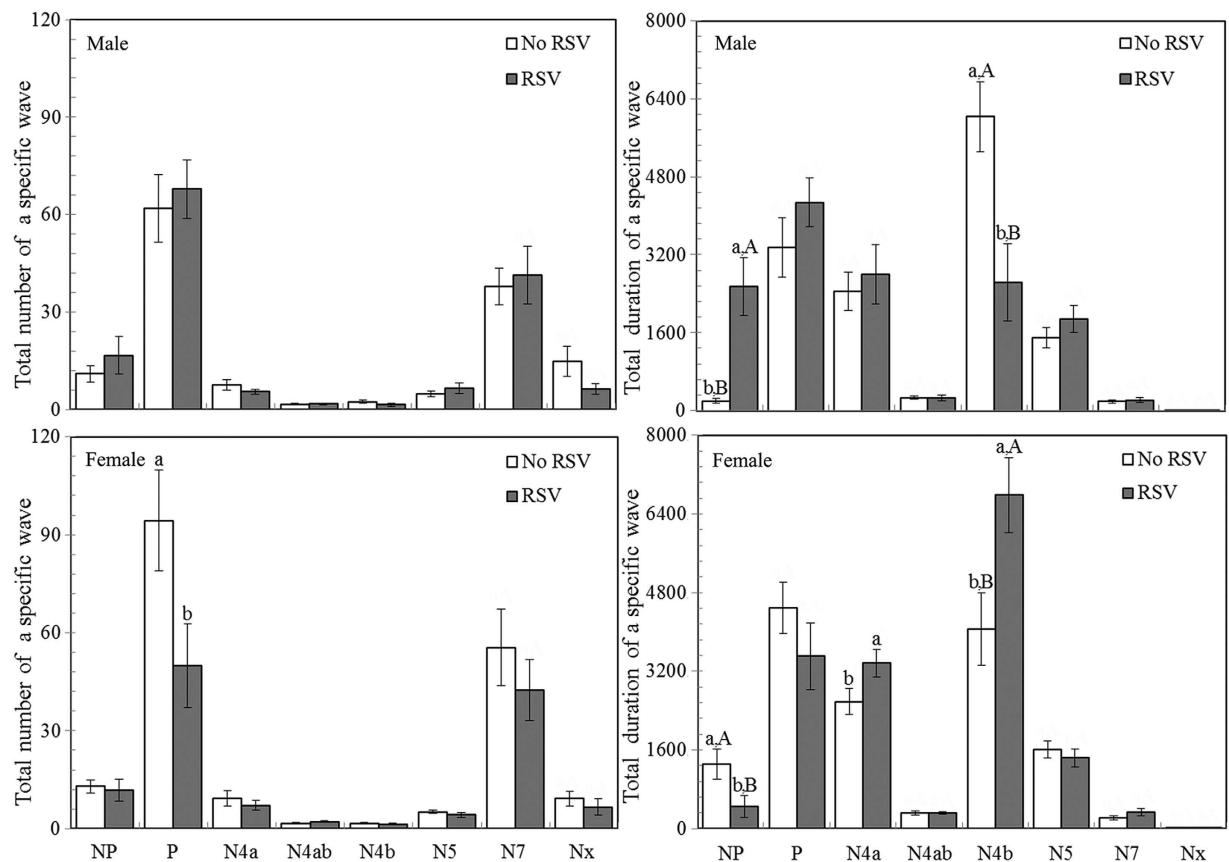 Total number of a specific wave
120
90
60
30
0
Male
No RSV
RSV
Total duration of a specific wave
8000
6400
4800
3200
1600
0
Male
No RSV
RSV
b,B
a,A
a,A
b,B
Total number of a specific wave
120
90
60
30
0
Female
No RSV
RSV
a
b
NP P N4a N4ab N4b N5 N7 Nx
Total duration of a specific wave
8000
6400
4800
3200
1600
0
Female
No RSV
RSV
a,A
b,B
b
a
b,B
a,A
NP P N4a N4ab N4b N5 N7 Nx